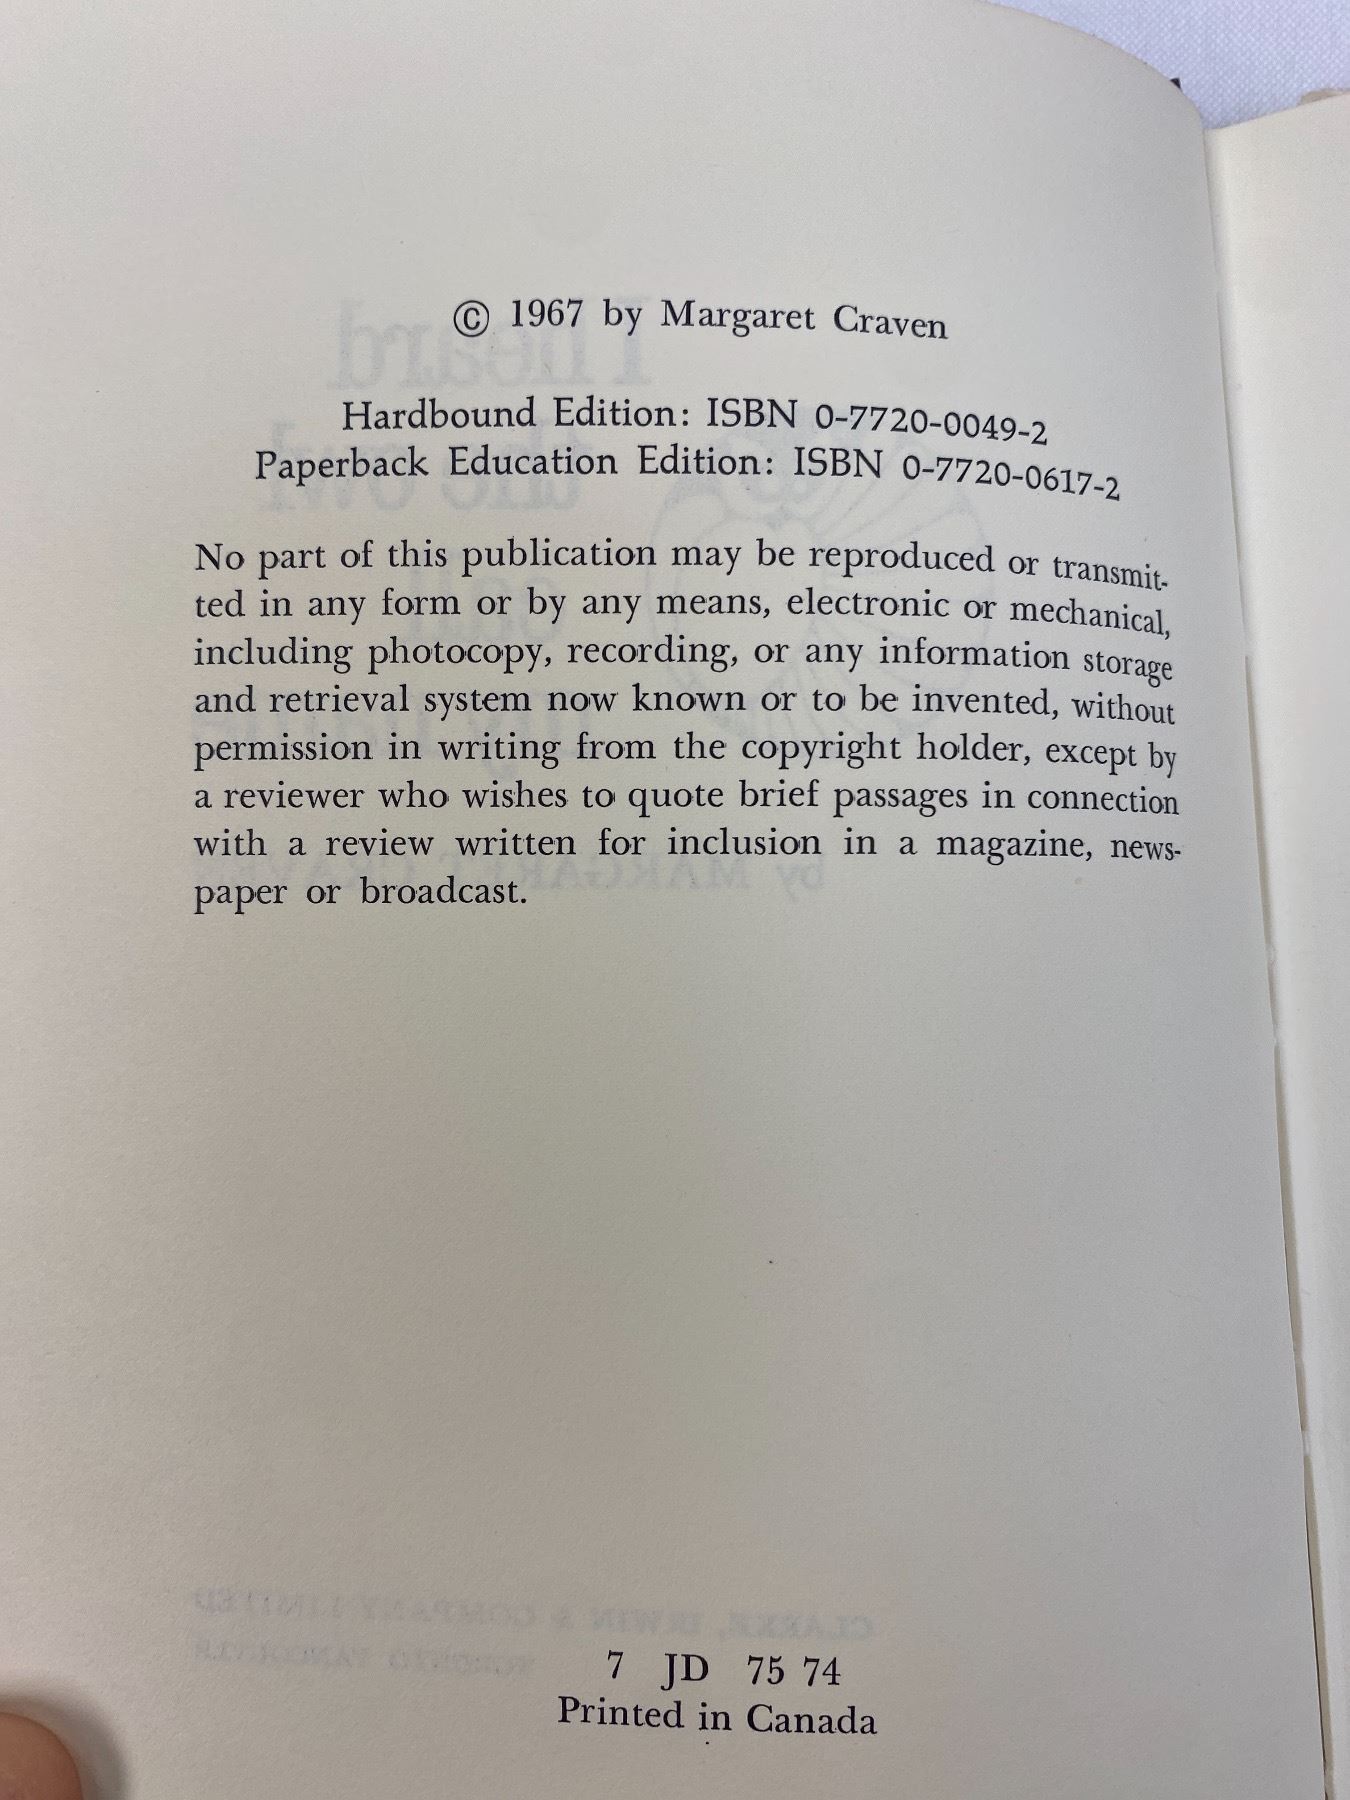 © 1967 by Margaret Craven
Hardbound Edition: ISBN 0-7720-0049-2
Paperback Education Edition: ISBN 0-7720-0617-2
No part of this publication may be reproduced or transmit-
ted in any form or by any means, electronic or mechanical,
including photocopy, recording, or any information storage
and retrieval system now known or to be invented, without
permission in writing from the copyright holder, except by
a reviewer who wishes to quote brief passages in connection
with a review written for inclusion in a magazine, news-
paper or broadcast.
7 JD 75 74
Printed in Canada